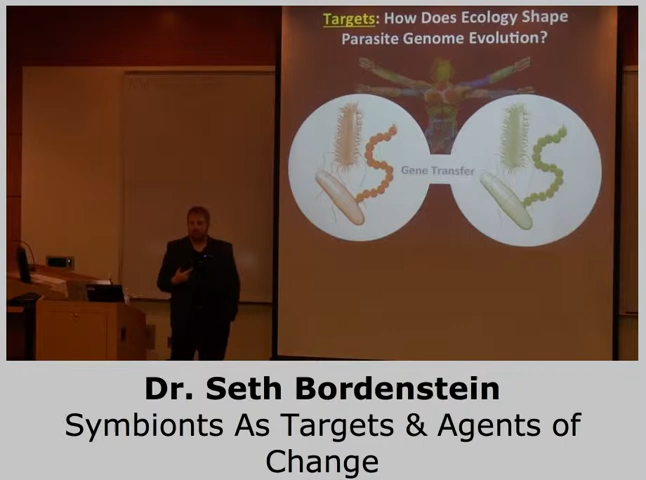 Targets: How Does Ecology Shape
Parasite Genome Evolution?
Gene Transfer
Dr. Seth Bordenstein
Symbionts As Targets & Agents of
Change